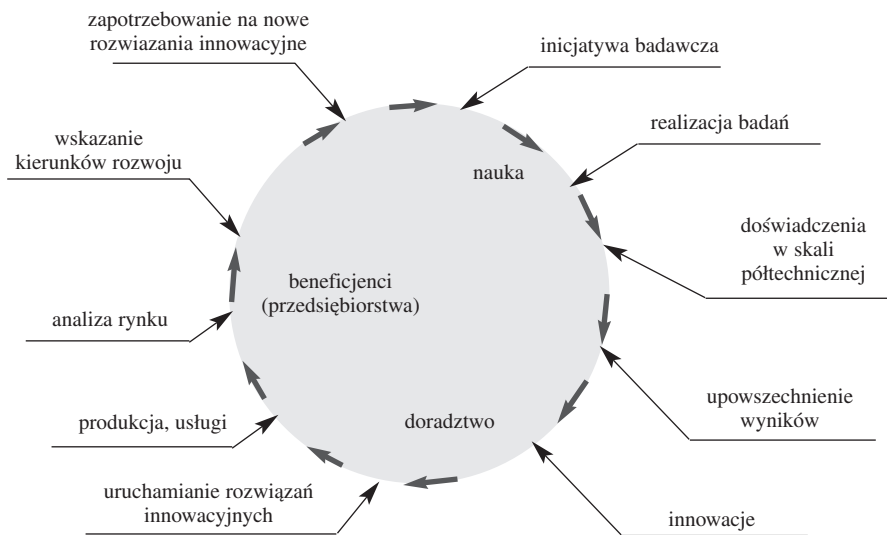 zapotrzebowanie na nowe
rozwiazania innowacyjne
inicjatywa badawcza
realizacja badań
nauka
wskazanie
kierunków rozwoju
doświadczenia
w skali
półtechnicznej
beneficjenci
(przedsiębiorstwa)
analiza rynku
upowszechnienie
wyników
produkcja, usługi
doradztwo
uruchamianie rozwiązań
innowacyjnych
innowacje